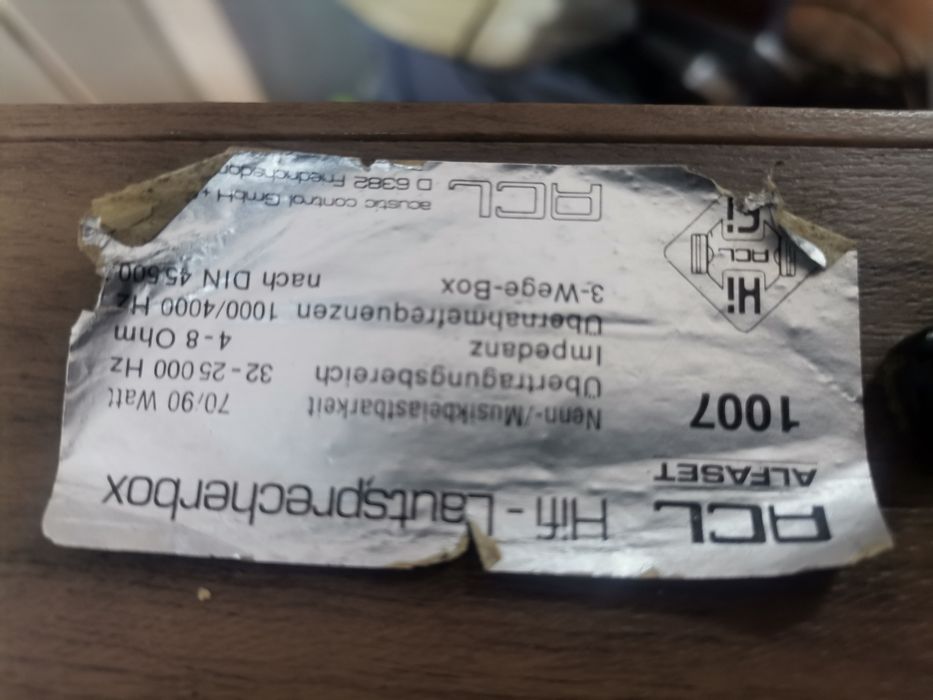 ACL Hifi - Lautsprecherbox
ALFASET
1007
Nenn-/Musikbelastbarkeit 70/90 Watt
Übertragungsbereich 32 - 25 000 Hz
Impedanz 4 - 8 Ohm
Übernahmefrequenzen 1000/4000 Hz
3-Wege-Box nach DIN 45 500
Hi
ACL
Fi
ACL acustic control GmbH +
D 6382 Friedrichsdor